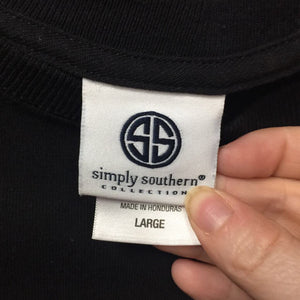 SS
simply southern®
COLLECTION
MADE IN HONDURAS
LARGE